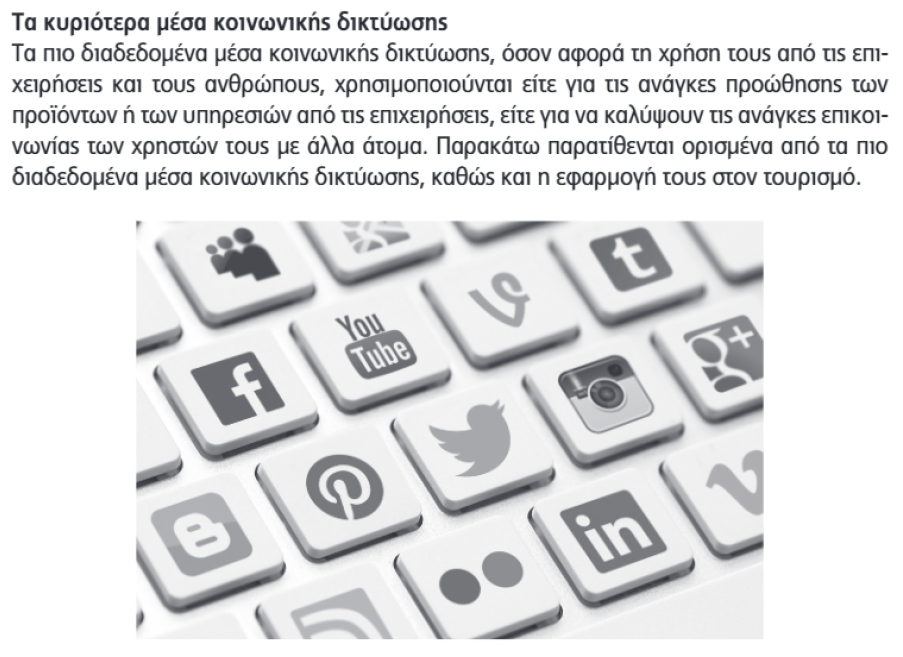 Τα κυριότερα μέσα κοινωνικής δικτύωσης
Τα πιο διαδεδομένα μέσα κοινωνικής δικτύωσης, όσον αφορά τη χρήση τους από τις επι-
χειρήσεις και τους ανθρώπους, χρησιμοποιούνται είτε για τις ανάγκες προώθησης των
προϊόντων ή των υπηρεσιών από τις επιχειρήσεις, είτε για να καλύψουν τις ανάγκες επικοι-
νωνίας των χρηστών τους με άλλα άτομα. Παρακάτω παρατίθενται ορισμένα από τα πιο
διαδεδομένα μέσα κοινωνικής δικτύωσης, καθώς και η εφαρμογή τους στον τουρισμό.
t
You
Tube
g+
f
in